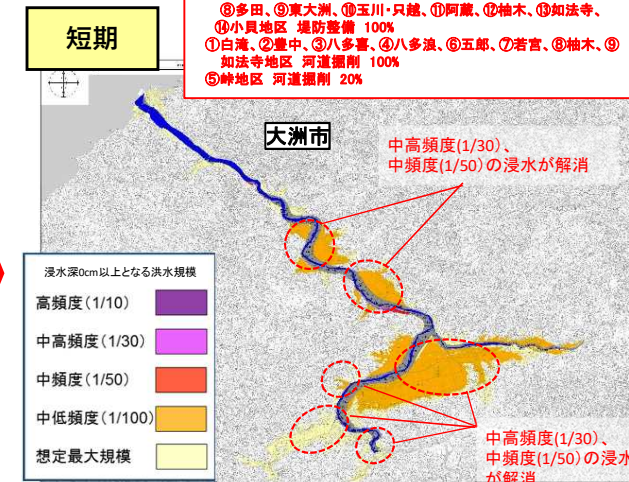 ⑧多田、⑨東大洲、⑩玉川・只越、⑪阿蔵、⑫柚木、⑬如法寺、
⑭小貝地区 堤防整備 100%
①白滝、②豊中、③八多喜、④八多浪、⑥五郎、⑦若宮、⑧柚木、⑨
如法寺地区 河道掘削 100%
⑤峠地区 河道掘削 20%
短期
大洲市
中高頻度(1/30)、
中頻度(1/50)の浸水が解消
浸水深0cm以上となる洪水規模
高頻度(1/10)
中高頻度(1/30)
中頻度(1/50)
中低頻度(1/100)
想定最大規模
中高頻度(1/30)、
中頻度(1/50)の浸水
が解消